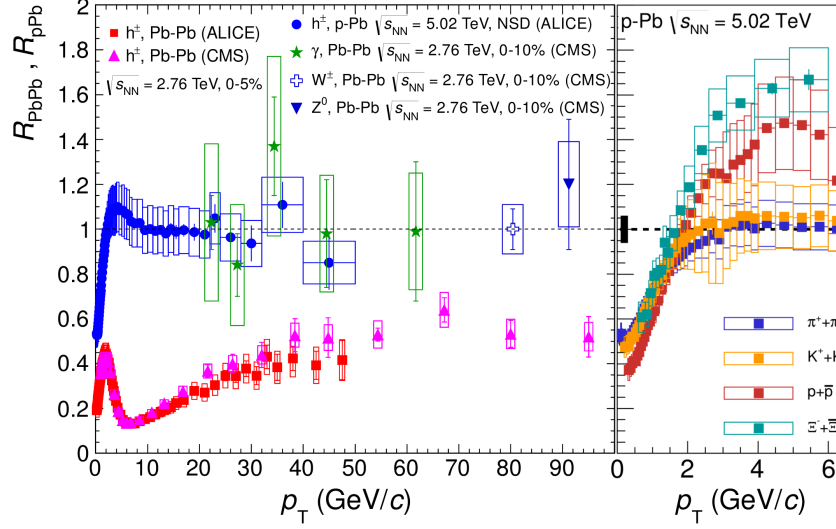 R_PbPb , R_pPb
2
1.8
1.6
1.4
1.2
1
0.8
0.6
0.4
0.2
0
h±, Pb-Pb (ALICE)
h±, Pb-Pb (CMS)
√s_NN = 2.76 TeV, 0-5%
h±, p-Pb √s_NN = 5.02 TeV, NSD (ALICE)
γ, Pb-Pb √s_NN = 2.76 TeV, 0-10% (CMS)
W±, Pb-Pb √s_NN = 2.76 TeV, 0-10% (CMS)
Z⁰, Pb-Pb √s_NN = 2.76 TeV, 0-10% (CMS)
0 10 20 30 40 50 60 70 80 90
p_T (GeV/c)
p-Pb √s_NN = 5.02 TeV
π⁺+π
K⁺+K
p+p̅
Ξ⁻+Ξ̅
0 2 4 6
p_T (GeV/c)